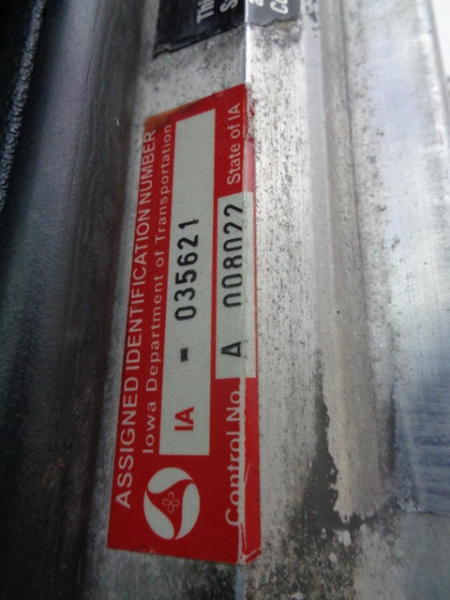 ASSIGNED IDENTIFICATION NUMBER
Iowa Department of Transportation
IA - 035621
Control No. A 008022 State of IA